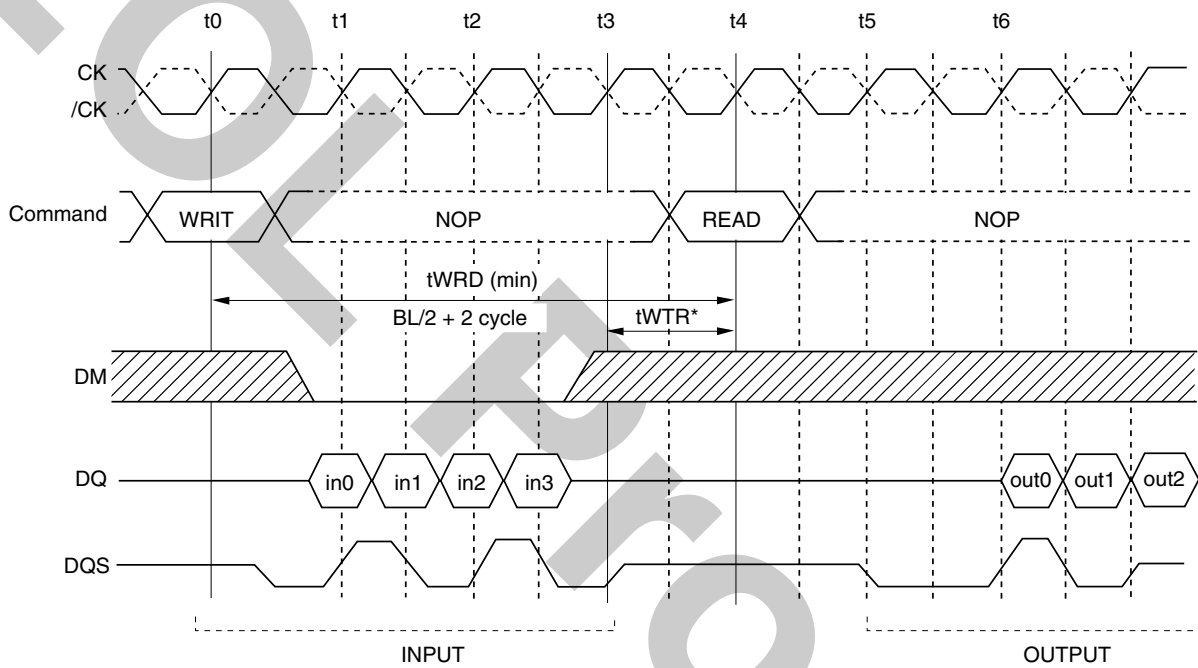 t0 t1 t2 t3 t4 t5 t6
CK
/CK
Command WRIT NOP READ NOP
tWRD (min)
BL/2 + 2 cycle tWTR*
DM
DQ in0 in1 in2 in3 out0 out1 out2
DQS
INPUT OUTPUT